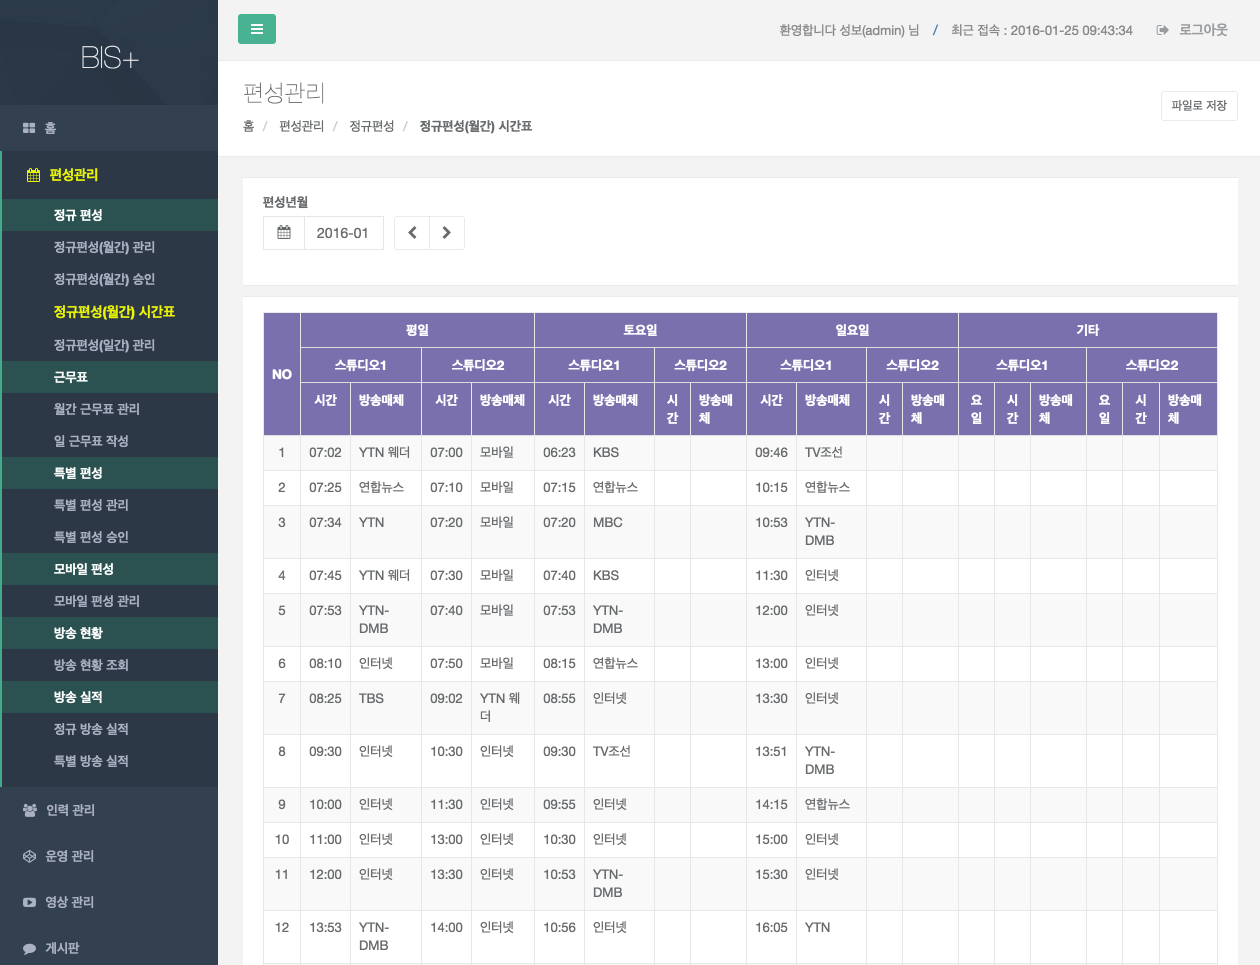 BIS+
홈
편성관리
정규 편성
정규편성(월간) 관리
정규편성(월간) 승인
정규편성(월간) 시간표
정규편성(일간) 관리
근무표
월간 근무표 관리
일 근무표 작성
특별 편성
특별 편성 관리
특별 편성 승인
모바일 편성
모바일 편성 관리
방송 현황
방송 현황 조회
방송 실적
정규 방송 실적
특별 방송 실적
인력 관리
운영 관리
영상 관리
게시판
환영합니다 성보(admin) 님 / 최근 접속 : 2016-01-25 09:43:34 로그아웃
편성관리
홈 / 편성관리 / 정규편성 / 정규편성(월간) 시간표
파일로 저장
편성년월
2016-01
NO 평일 토요일 일요일 기타
스튜디오1 스튜디오2 스튜디오1 스튜디오2 스튜디오1 스튜디오2 스튜디오1 스튜디오2
시간 방송매체 시간 방송매체 시간 방송매체 시간 방송매체 시간 방송매체 시간 방송매체 요일 시간 방송매체 요일 시간 방송매체
1 07:02 YTN 웨더 07:00 모바일 06:23 KBS 09:46 TV조선
2 07:25 연합뉴스 07:10 모바일 07:15 연합뉴스 10:15 연합뉴스
3 07:34 YTN 07:20 모바일 07:20 MBC 10:53 YTN-DMB
4 07:45 YTN 웨더 07:30 모바일 07:40 KBS 11:30 인터넷
5 07:53 YTN-DMB 07:40 모바일 07:53 YTN-DMB 12:00 인터넷
6 08:10 인터넷 07:50 모바일 08:15 연합뉴스 13:00 인터넷
7 08:25 TBS 09:02 YTN 웨더 08:55 인터넷 13:30 인터넷
8 09:30 인터넷 10:30 인터넷 09:30 TV조선 13:51 YTN-DMB
9 10:00 인터넷 11:30 인터넷 09:55 인터넷 14:15 연합뉴스
10 11:00 인터넷 13:00 인터넷 10:30 인터넷 15:00 인터넷
11 12:00 인터넷 13:30 인터넷 10:53 YTN-DMB 15:30 인터넷
12 13:53 YTN-DMB 14:00 인터넷 10:56 인터넷 16:05 YTN